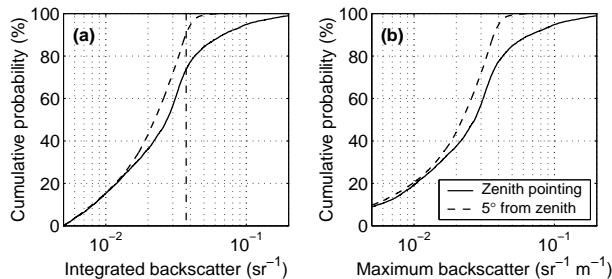 (a)
Cumulative probability (%)
100
80
60
40
20
0
10⁻²
10⁻¹
Integrated backscatter (sr⁻¹)
(b)
Cumulative probability (%)
100
80
60
40
20
0
10⁻²
10⁻¹
Maximum backscatter (sr⁻¹ m⁻¹)
Zenith pointing
5° from zenith